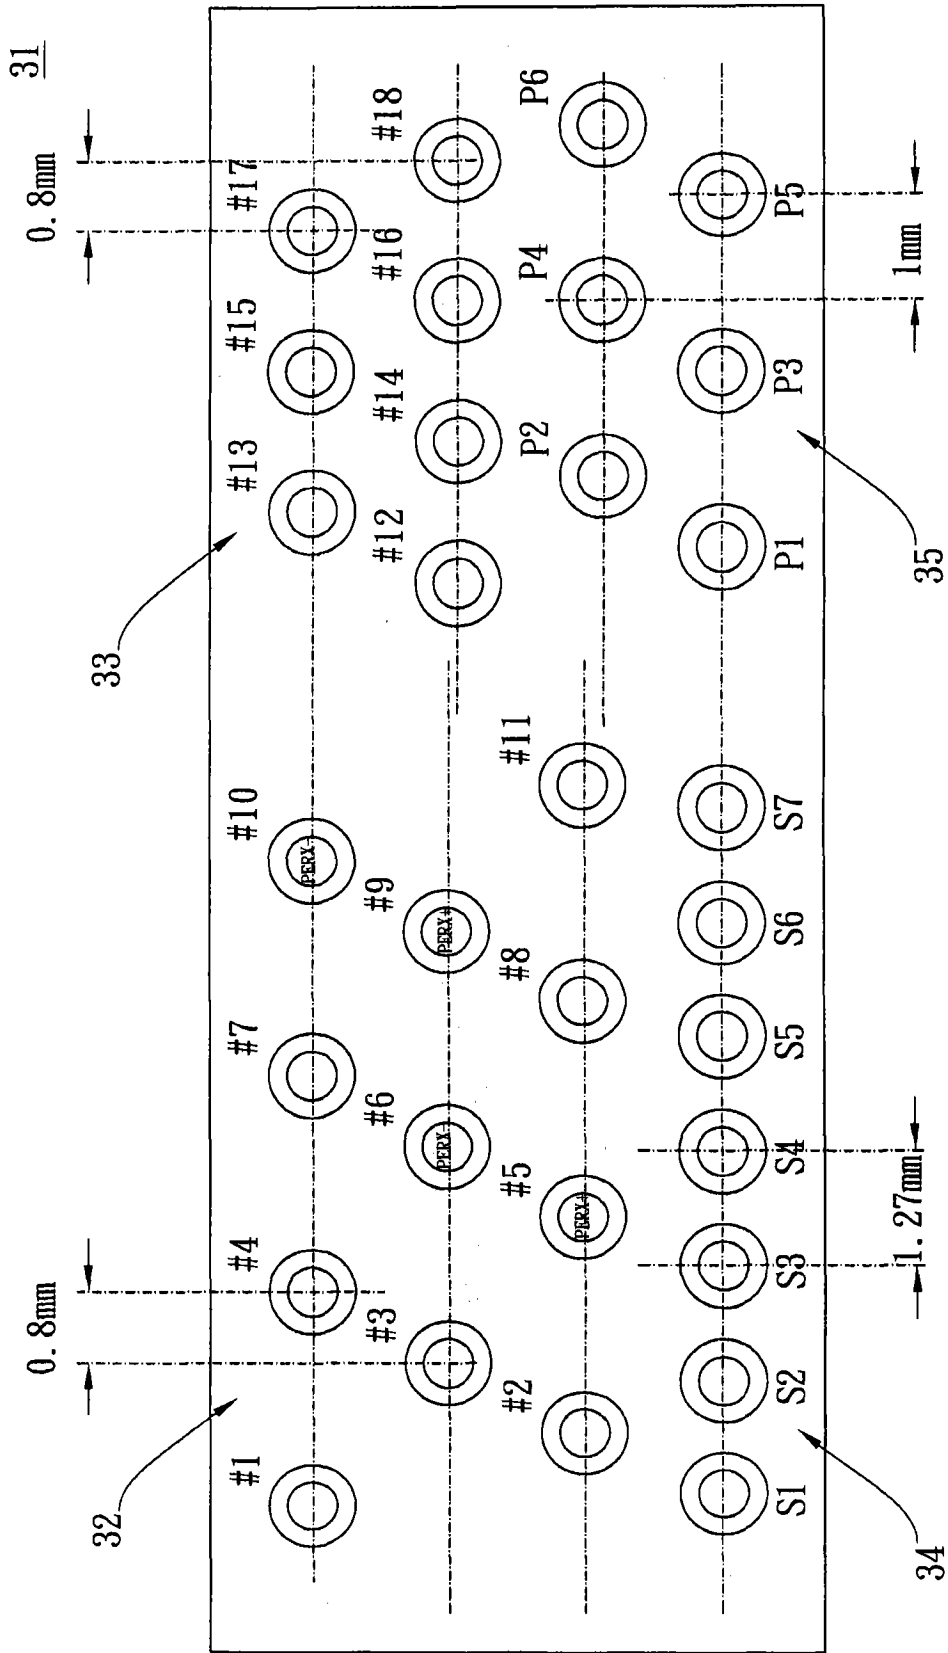 31
0.8mm
0.8mm
32
33
#1 #4 #7 #10 #13 #15 #17
PERX-
#3 #6 #9 #12 #14 #16 #18
PERX- PERX+
#2 #5 #8 #11 P2 P4 P6
PERX+
S1 S2 S3 S4 S5 S6 S7 P1 P3 P5
1.27mm
1mm
34
35